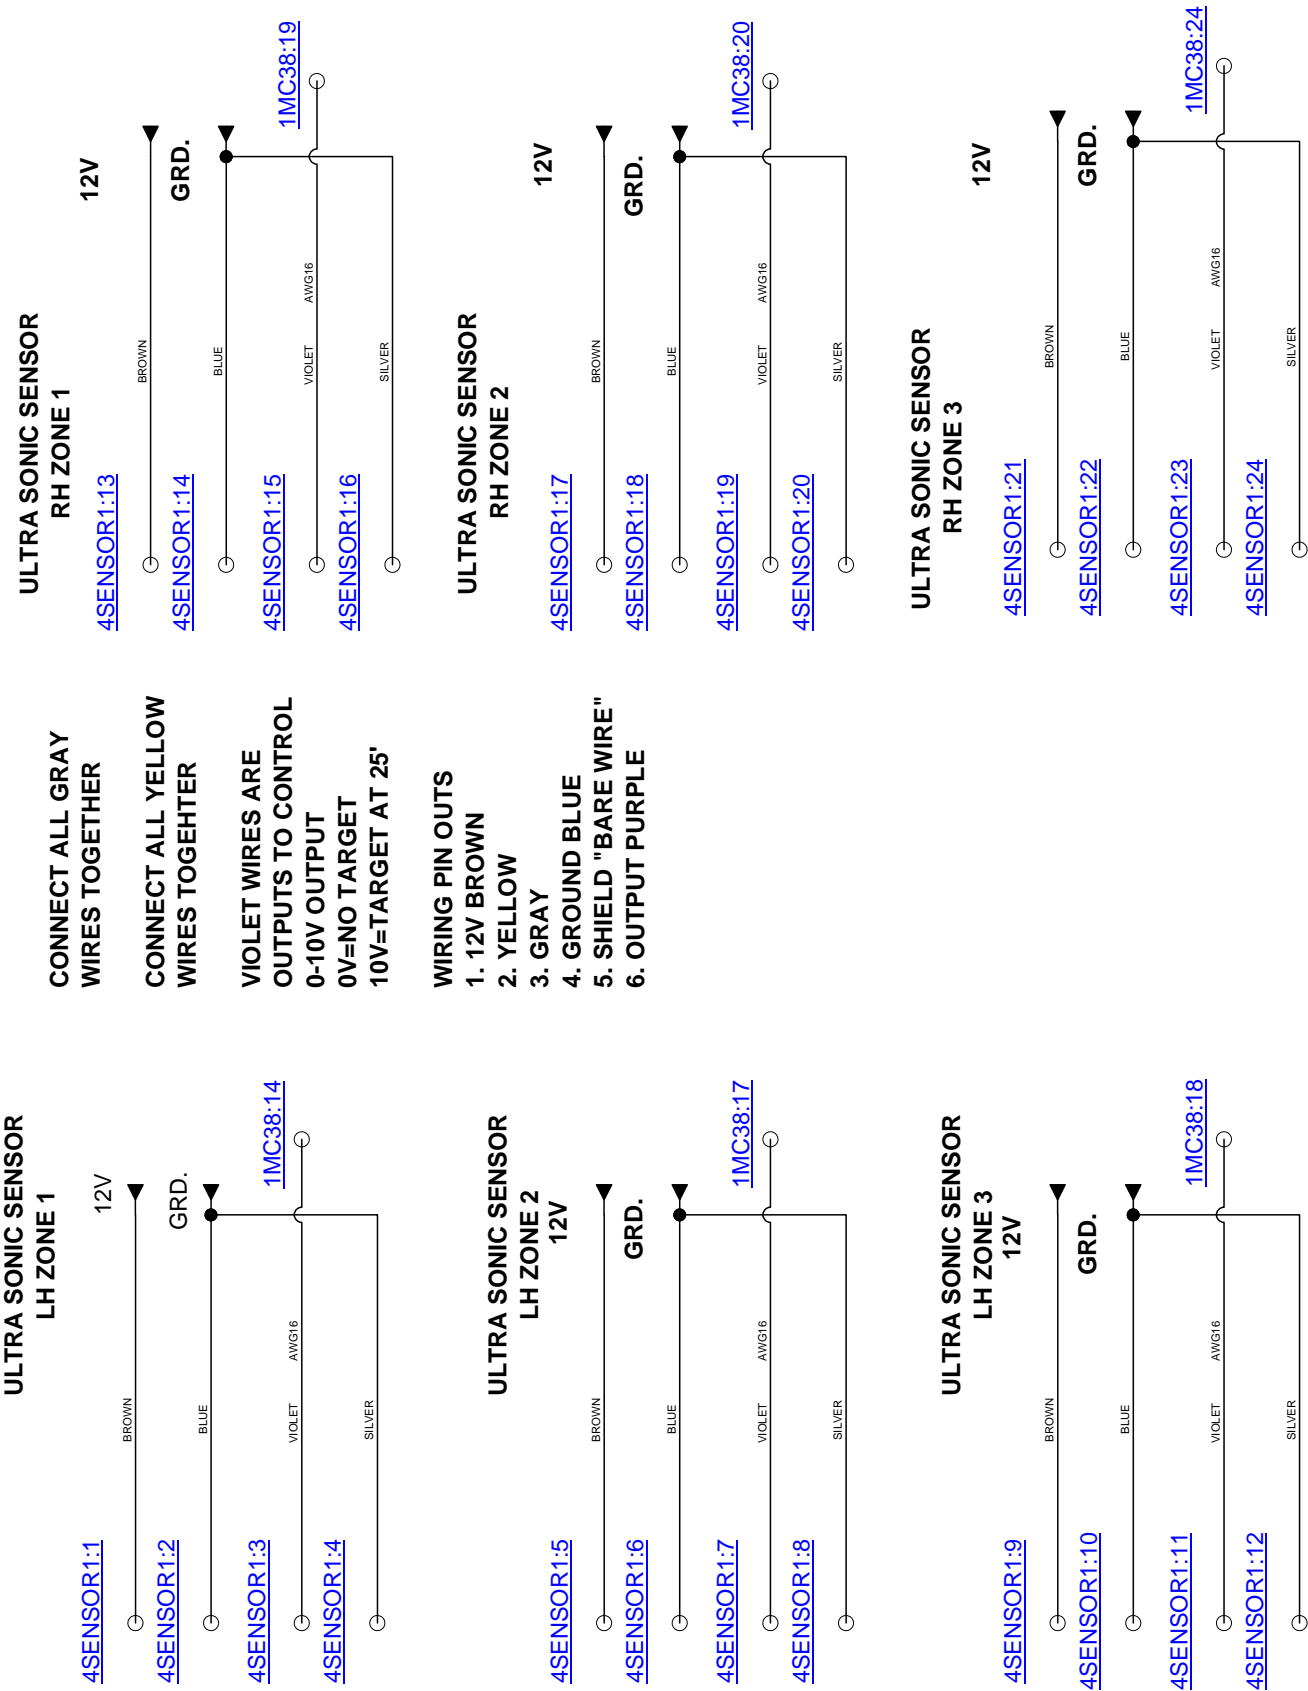 ULTRA SONIC SENSOR
LH ZONE 1
12V
GRD.
1MC38:14
BROWN
BLUE
VIOLET AWG16
SILVER
4SENSOR1:1
4SENSOR1:2
4SENSOR1:3
4SENSOR1:4
ULTRA SONIC SENSOR
LH ZONE 2
12V
GRD.
1MC38:17
BROWN
BLUE
VIOLET AWG16
SILVER
4SENSOR1:5
4SENSOR1:6
4SENSOR1:7
4SENSOR1:8
ULTRA SONIC SENSOR
LH ZONE 3
12V
GRD.
1MC38:18
BROWN
BLUE
VIOLET AWG16
SILVER
4SENSOR1:9
4SENSOR1:10
4SENSOR1:11
4SENSOR1:12
CONNECT ALL GRAY
WIRES TOGETHER
CONNECT ALL YELLOW
WIRES TOGEHTER
VIOLET WIRES ARE
OUTPUTS TO CONTROL
0-10V OUTPUT
0V=NO TARGET
10V=TARGET AT 25'
WIRING PIN OUTS
1. 12V BROWN
2. YELLOW
3. GRAY
4. GROUND BLUE
5. SHIELD "BARE WIRE"
6. OUTPUT PURPLE
ULTRA SONIC SENSOR
RH ZONE 1
12V
GRD.
1MC38:19
BROWN
BLUE
VIOLET AWG16
SILVER
4SENSOR1:13
4SENSOR1:14
4SENSOR1:15
4SENSOR1:16
ULTRA SONIC SENSOR
RH ZONE 2
12V
GRD.
1MC38:20
BROWN
BLUE
VIOLET AWG16
SILVER
4SENSOR1:17
4SENSOR1:18
4SENSOR1:19
4SENSOR1:20
ULTRA SONIC SENSOR
RH ZONE 3
12V
GRD.
1MC38:24
BROWN
BLUE
VIOLET AWG16
SILVER
4SENSOR1:21
4SENSOR1:22
4SENSOR1:23
4SENSOR1:24